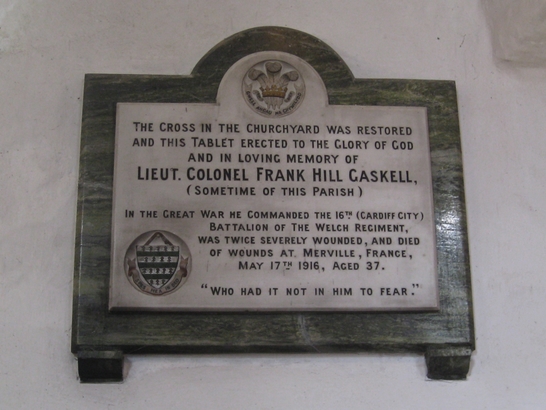 THE CROSS IN THE CHURCHYARD WAS RESTORED
AND THIS TABLET ERECTED TO THE GLORY OF GOD
AND IN LOVING MEMORY OF
LIEUT. COLONEL FRANK HILL GASKELL,
(SOMETIME OF THIS PARISH)
IN THE GREAT WAR HE COMMANDED THE 16TH (CARDIFF CITY)
BATTALION OF THE WELCH REGIMENT,
WAS TWICE SEVERELY WOUNDED, AND DIED
OF WOUNDS AT MERVILLE, FRANCE,
MAY 17TH 1916, AGED 37.
"WHO HAD IT NOT IN HIM TO FEAR."